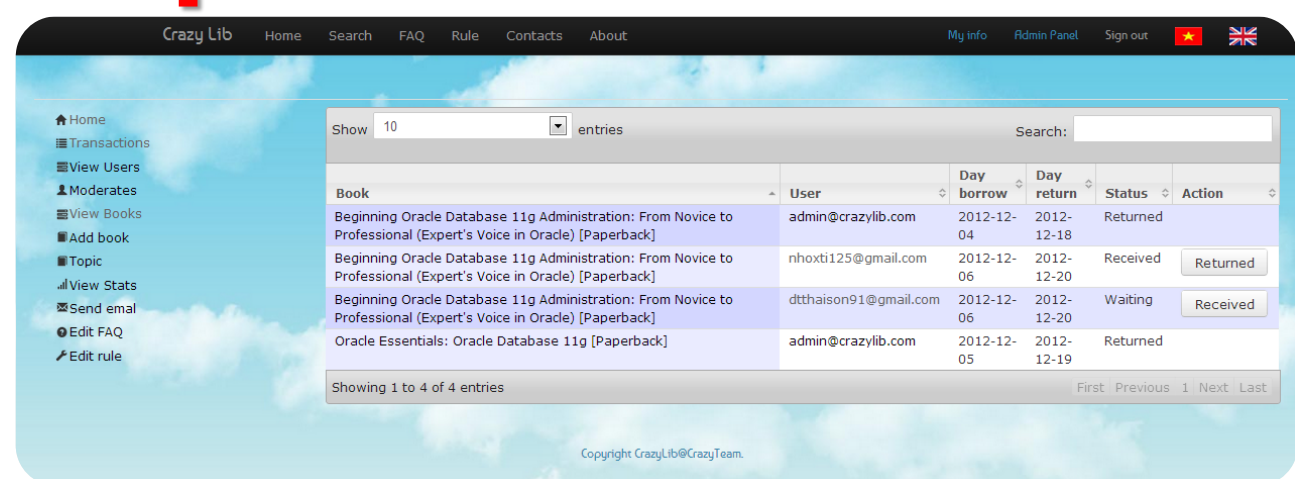 Crazy Lib Home Search FAQ Rule Contacts About My info Admin Panel Sign out
Home
Transactions
View Users
Moderates
View Books
Add book
Topic
View Stats
Send emal
Edit FAQ
Edit rule
Show 10 entries Search:
Book User Day borrow Day return Status Action
Beginning Oracle Database 11g Administration: From Novice to admin@crazylib.com 2012-12- 2012- Returned
Professional (Expert's Voice in Oracle) [Paperback] 04 12-18
Beginning Oracle Database 11g Administration: From Novice to nhoxti125@gmail.com 2012-12- 2012- Received Returned
Professional (Expert's Voice in Oracle) [Paperback] 06 12-20
Beginning Oracle Database 11g Administration: From Novice to dtthaison91@gmail.com 2012-12- 2012- Waiting Received
Professional (Expert's Voice in Oracle) [Paperback] 06 12-20
Oracle Essentials: Oracle Database 11g [Paperback] admin@crazylib.com 2012-12- 2012- Returned
05 12-19
Showing 1 to 4 of 4 entries First Previous 1 Next Last
Copyright CrazyLib@CrazyTeam.